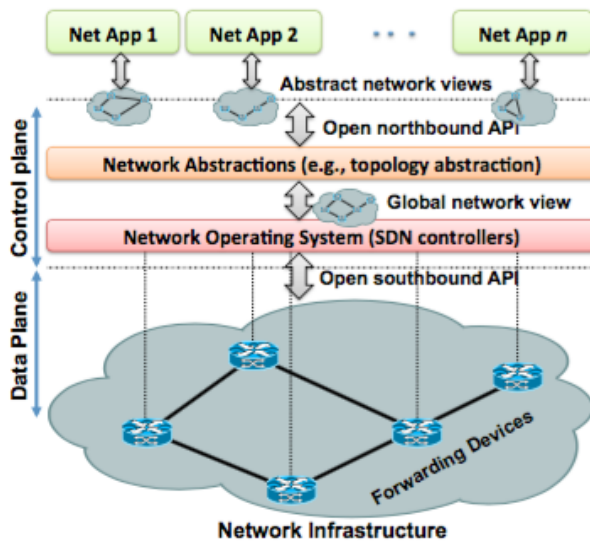 Net App 1
Net App 2
. . .
Net App n
Abstract network views
Open northbound API
Network Abstractions (e.g., topology abstraction)
Global network view
Network Operating System (SDN controllers)
Open southbound API
Control plane
Data Plane
Forwarding Devices
Network Infrastructure